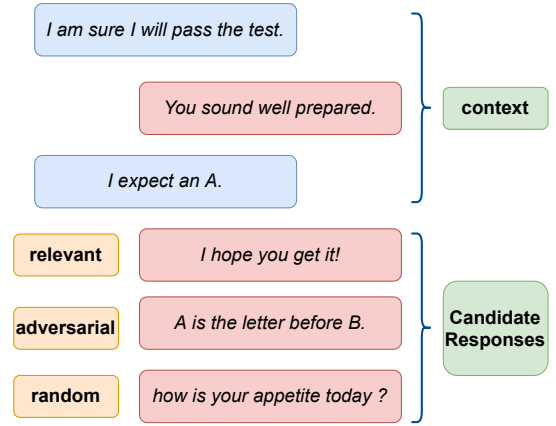 I am sure I will pass the test.
You sound well prepared.
context
I expect an A.
relevant
I hope you get it!
adversarial
A is the letter before B.
Candidate
Responses
random
how is your appetite today ?